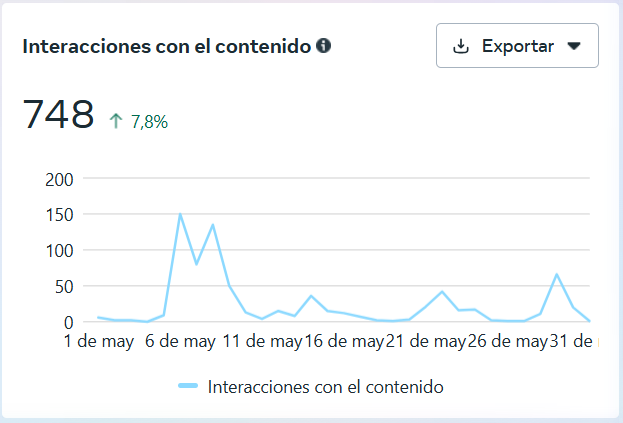 Interacciones con el contenido
Exportar
748 ↑ 7,8%
200
150
100
50
0
1 de may 6 de may 11 de may 16 de may 21 de may 26 de may 31 de
Interacciones con el contenido